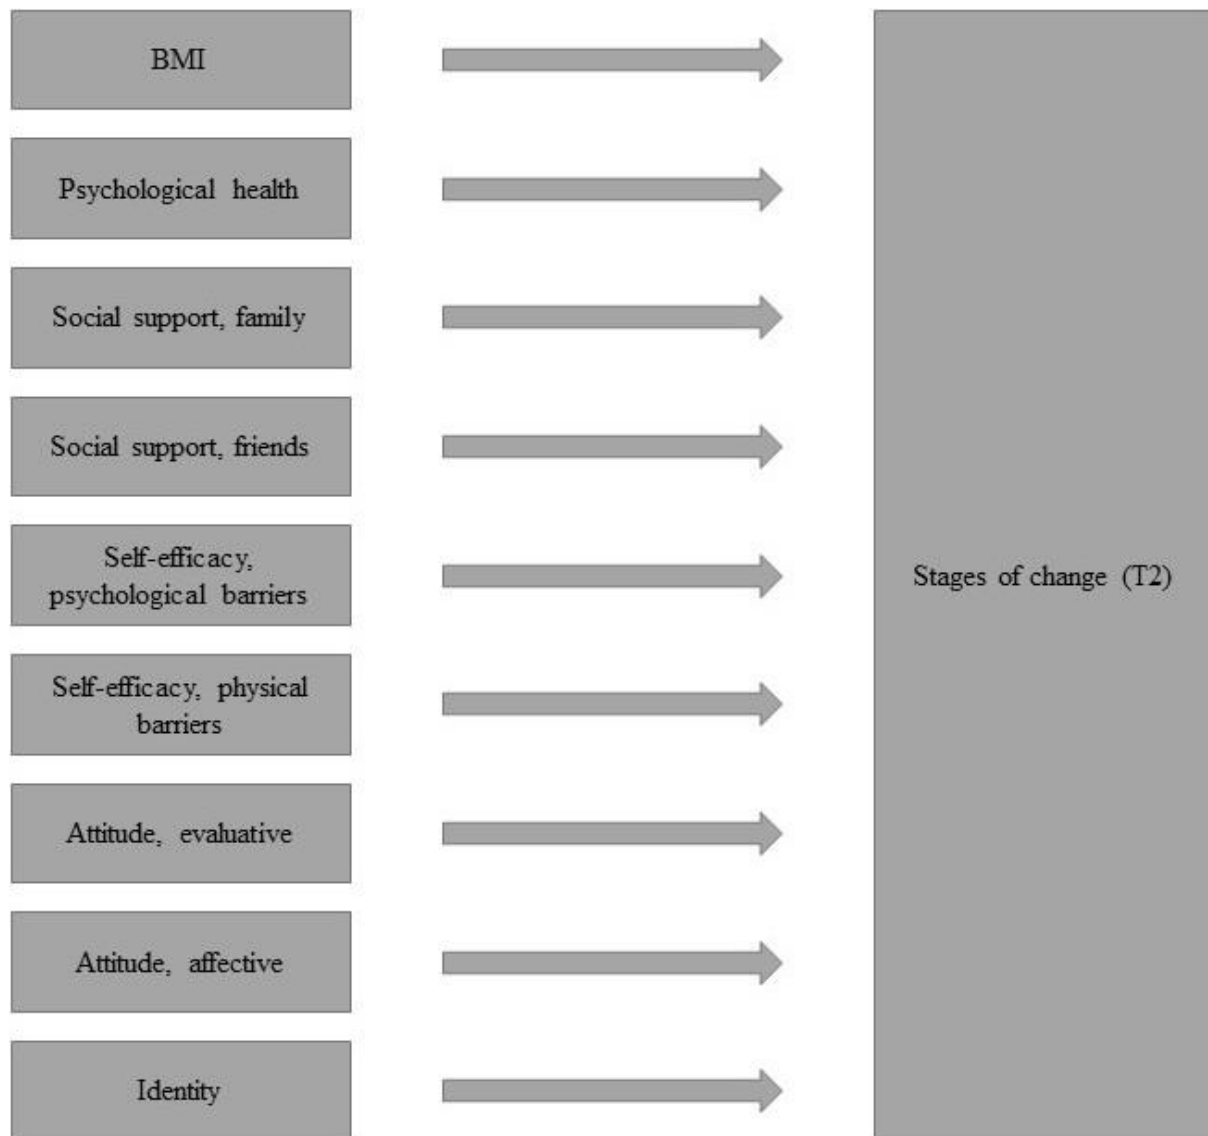 BMI
Psychological health
Social support, family
Social support, friends
Self-efficacy,
psychological barriers
Self-efficacy, physical
barriers
Attitude, evaluative
Attitude, affective
Identity
Stages of change (T2)